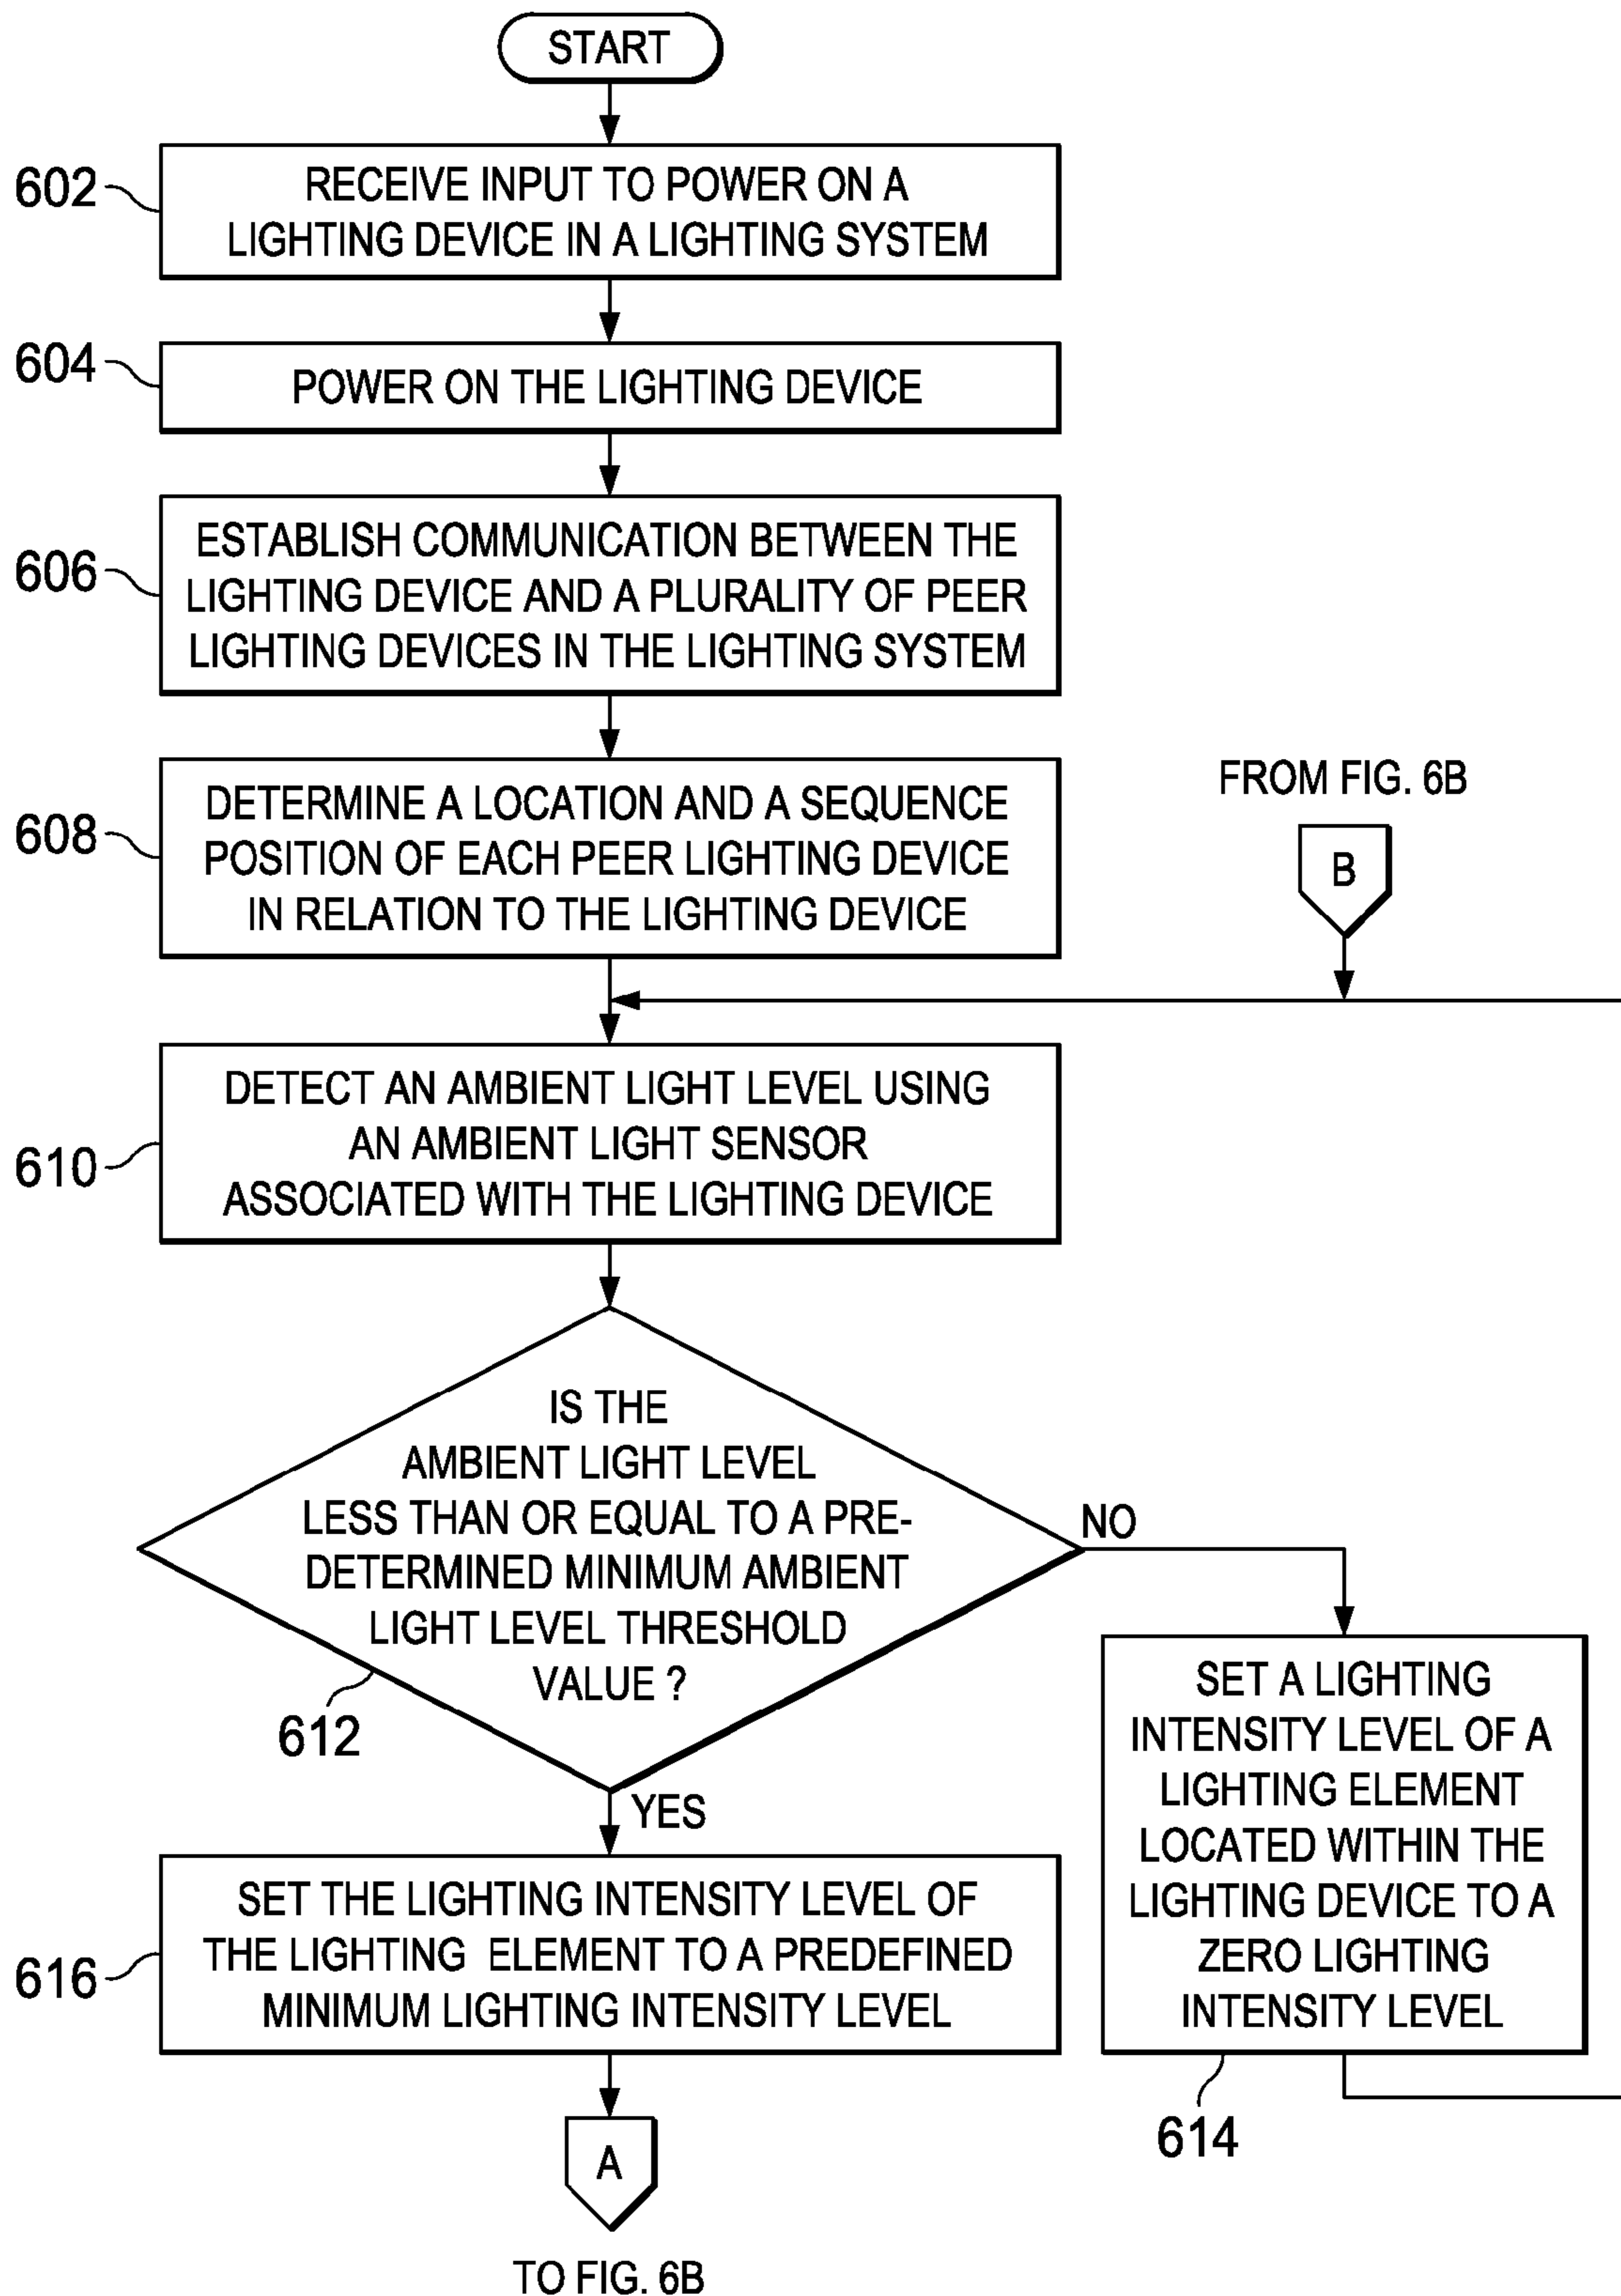 START
602
RECEIVE INPUT TO POWER ON A
LIGHTING DEVICE IN A LIGHTING SYSTEM
604
POWER ON THE LIGHTING DEVICE
606
ESTABLISH COMMUNICATION BETWEEN THE
LIGHTING DEVICE AND A PLURALITY OF PEER
LIGHTING DEVICES IN THE LIGHTING SYSTEM
608
DETERMINE A LOCATION AND A SEQUENCE
POSITION OF EACH PEER LIGHTING DEVICE
IN RELATION TO THE LIGHTING DEVICE
FROM FIG. 6B
B
610
DETECT AN AMBIENT LIGHT LEVEL USING
AN AMBIENT LIGHT SENSOR
ASSOCIATED WITH THE LIGHTING DEVICE
IS THE
AMBIENT LIGHT LEVEL
LESS THAN OR EQUAL TO A PRE-
DETERMINED MINIMUM AMBIENT
LIGHT LEVEL THRESHOLD
VALUE ?
612
NO
SET A LIGHTING
INTENSITY LEVEL OF A
LIGHTING ELEMENT
LOCATED WITHIN THE
LIGHTING DEVICE TO A
ZERO LIGHTING
INTENSITY LEVEL
614
YES
616
SET THE LIGHTING INTENSITY LEVEL OF
THE LIGHTING ELEMENT TO A PREDEFINED
MINIMUM LIGHTING INTENSITY LEVEL
A
TO FIG. 6B